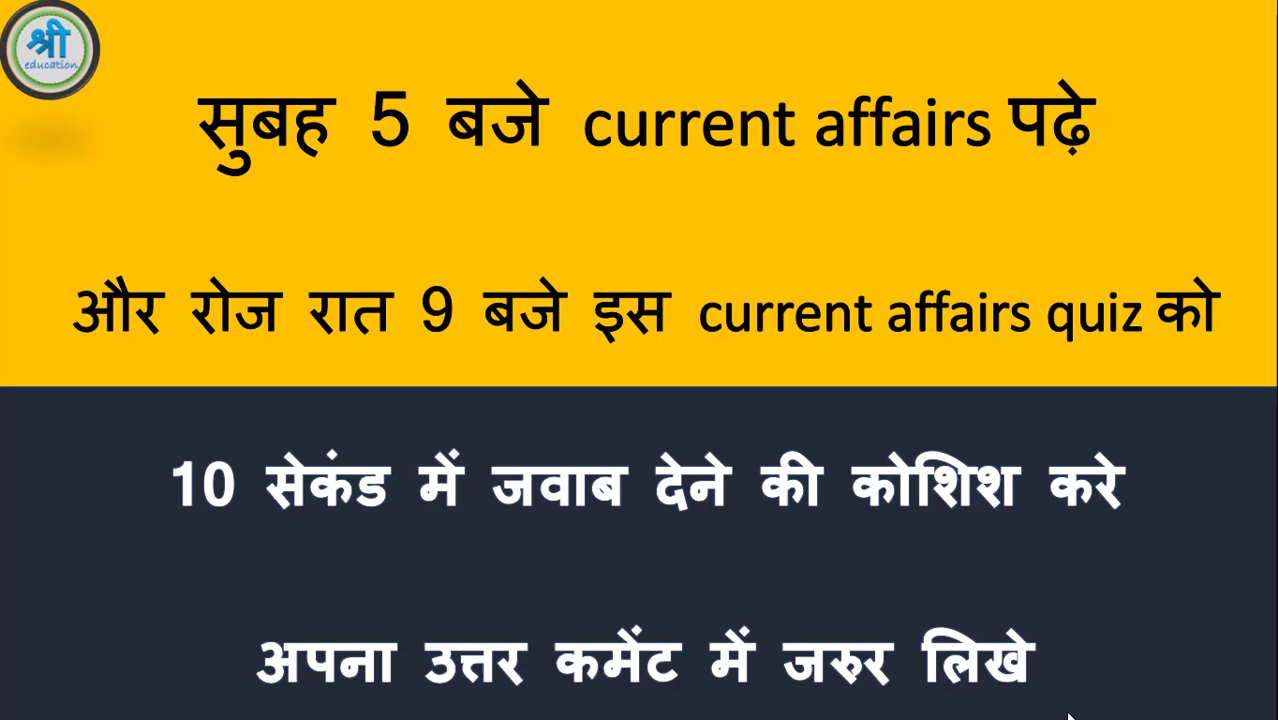 श्री
education
सुबह 5 बजे current affairs पढ़े
और रोज रात 9 बजे इस current affairs quiz को
10 सेकंड में जवाब देने की कोशिश करे
अपना उत्तर कमेंट में जरुर लिखे